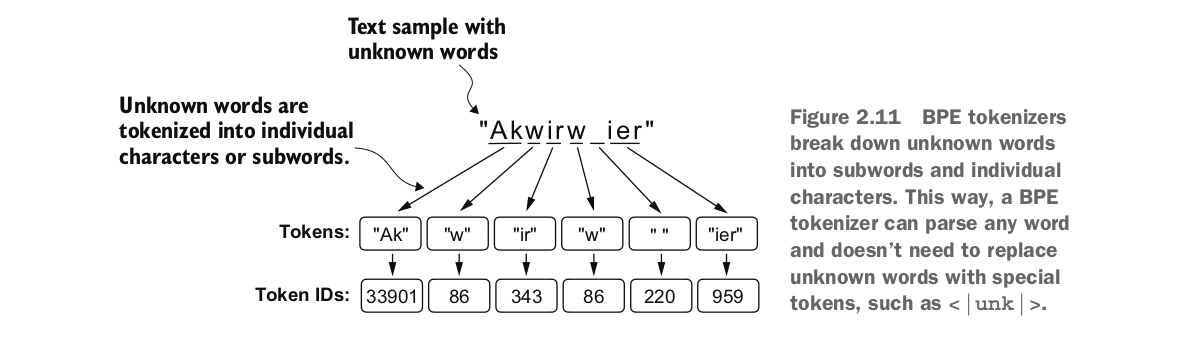 Text sample with
unknown words
Unknown words are
tokenized into individual
characters or subwords.
"Akwirw ier"
Tokens: "Ak" "w" "ir" "w" " " "ier"
Token IDs: 33901 86 343 86 220 959
Figure 2.11 BPE tokenizers
break down unknown words
into subwords and individual
characters. This way, a BPE
tokenizer can parse any word
and doesn’t need to replace
unknown words with special
tokens, such as <|unk|>.